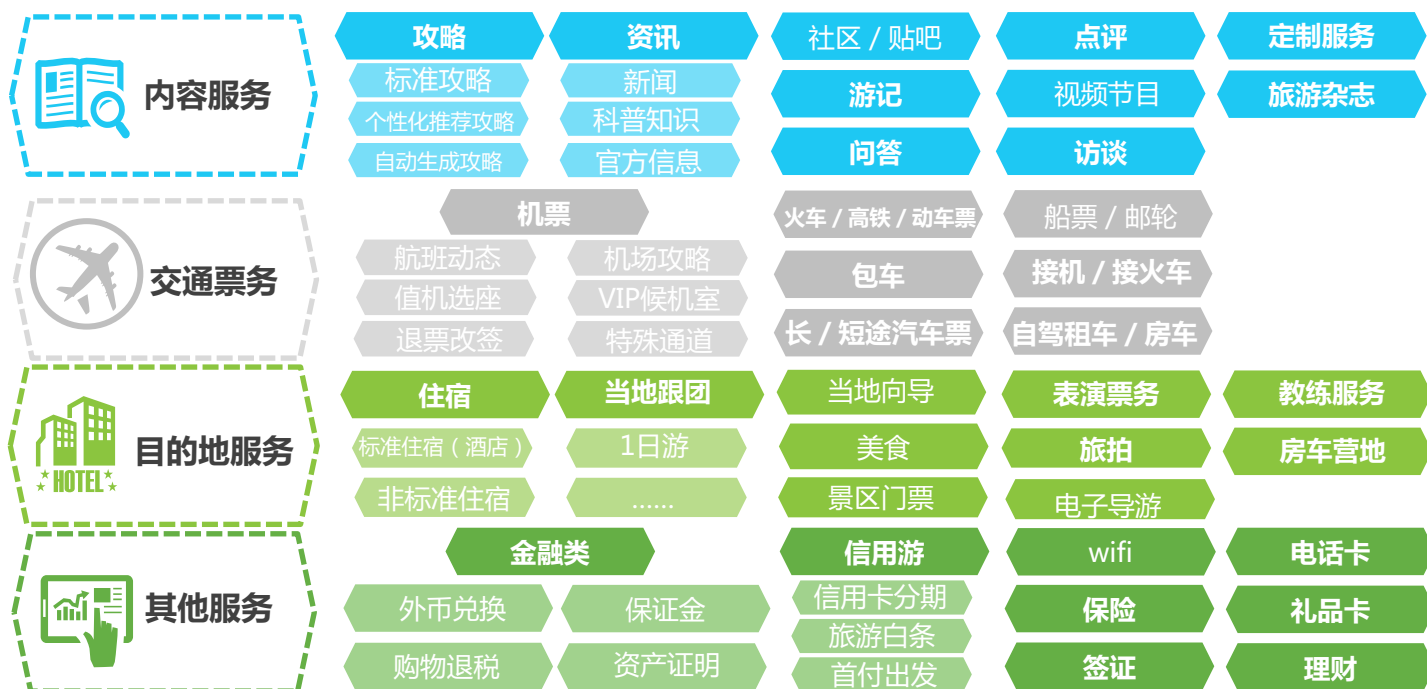 内容服务
攻略
资讯
社区 / 贴吧
点评
定制服务
标准攻略
新闻
游记
视频节目
旅游杂志
个性化推荐攻略
科普知识
自动生成攻略
官方信息
问答
访谈
交通票务
机票
火车 / 高铁 / 动车票
船票 / 邮轮
航班动态
机场攻略
包车
接机 / 接火车
值机选座
VIP候机室
退票改签
特殊通道
长 / 短途汽车票
自驾租车 / 房车
目的地服务
HOTEL
住宿
当地跟团
当地向导
表演票务
教练服务
标准住宿（酒店）
1日游
美食
旅拍
房车营地
非标准住宿
......
景区门票
电子导游
其他服务
金融类
信用游
wifi
电话卡
外币兑换
保证金
信用卡分期
旅游白条
保险
礼品卡
购物退税
资产证明
首付出发
签证
理财